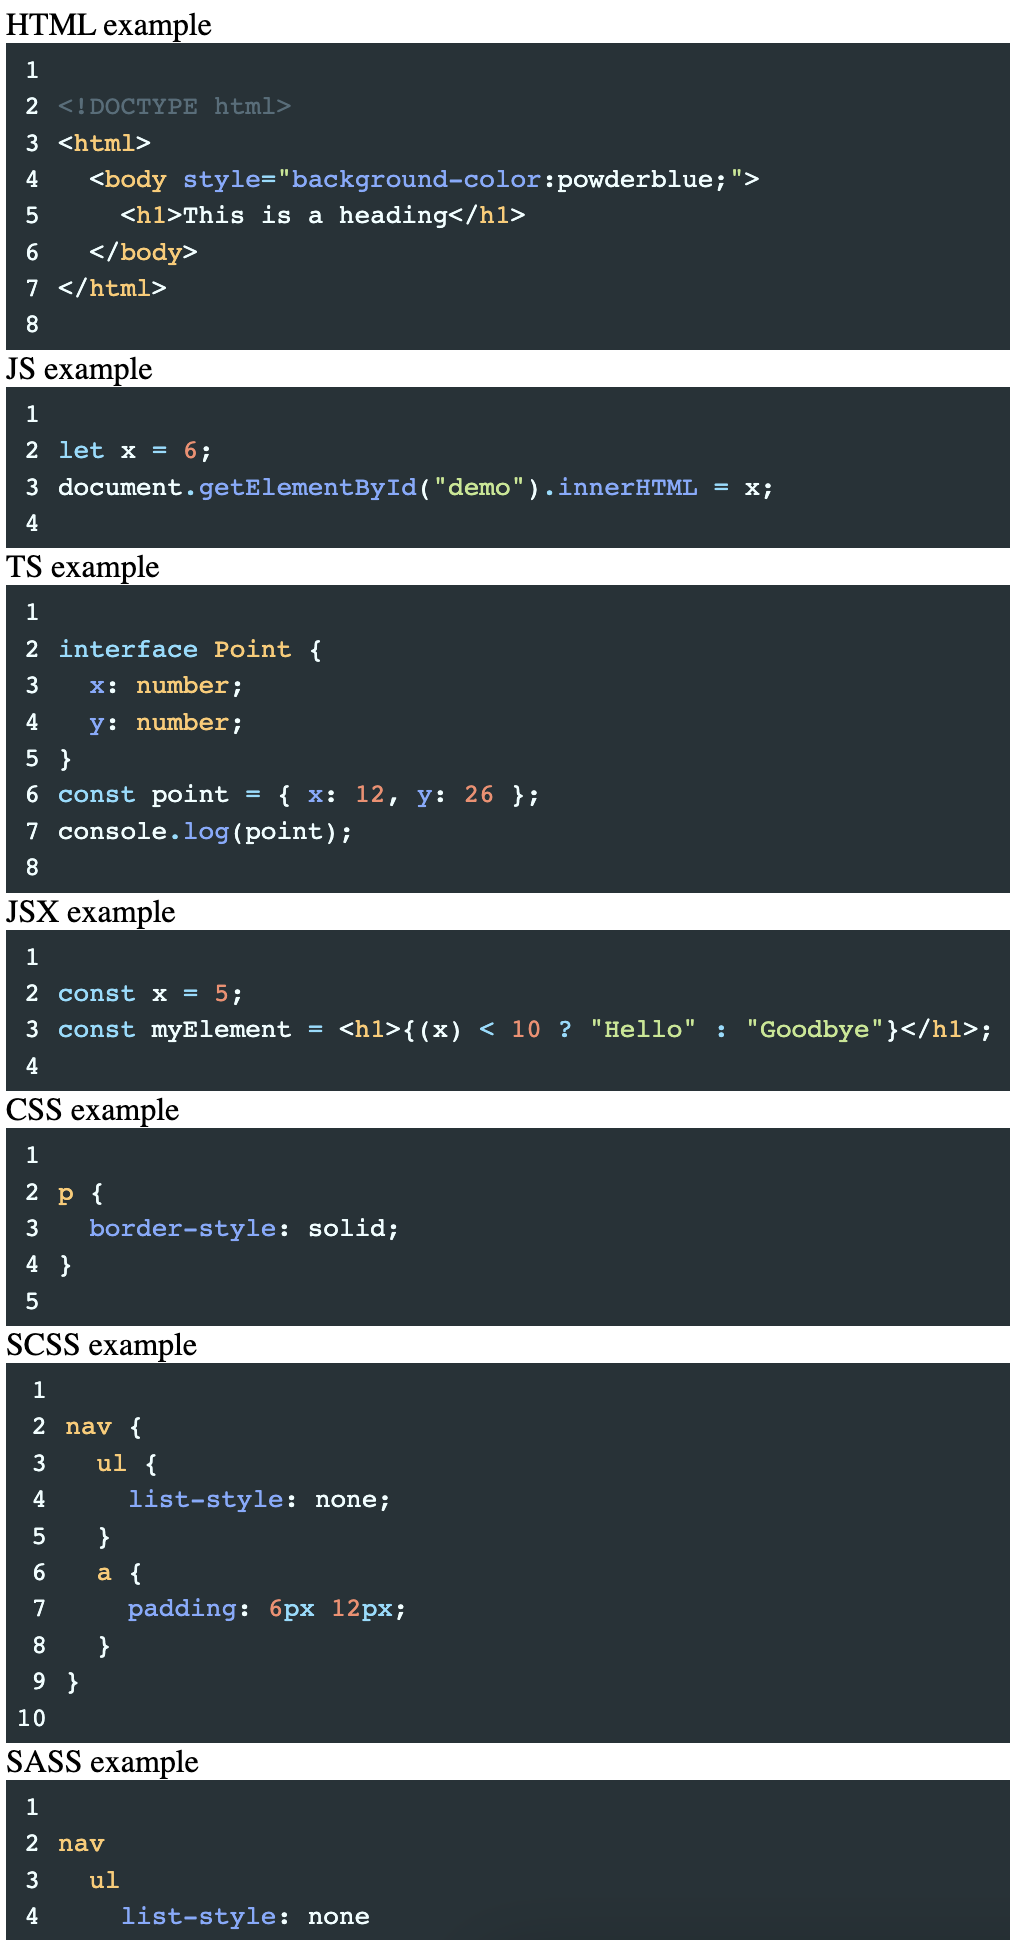 HTML example
1
2 <!DOCTYPE html>
3 <html>
4   <body style="background-color:powderblue;">
5     <h1>This is a heading</h1>
6   </body>
7 </html>
8
JS example
1
2 let x = 6;
3 document.getElementById("demo").innerHTML = x;
4
TS example
1
2 interface Point {
3   x: number;
4   y: number;
5 }
6 const point = { x: 12, y: 26 };
7 console.log(point);
8
JSX example
1
2 const x = 5;
3 const myElement = <h1>{(x) < 10 ? "Hello" : "Goodbye"}</h1>;
4
CSS example
1
2 p {
3   border-style: solid;
4 }
5
SCSS example
1
2 nav {
3   ul {
4     list-style: none;
5   }
6   a {
7     padding: 6px 12px;
8   }
9 }
10
SASS example
1
2 nav
3   ul
4     list-style: none